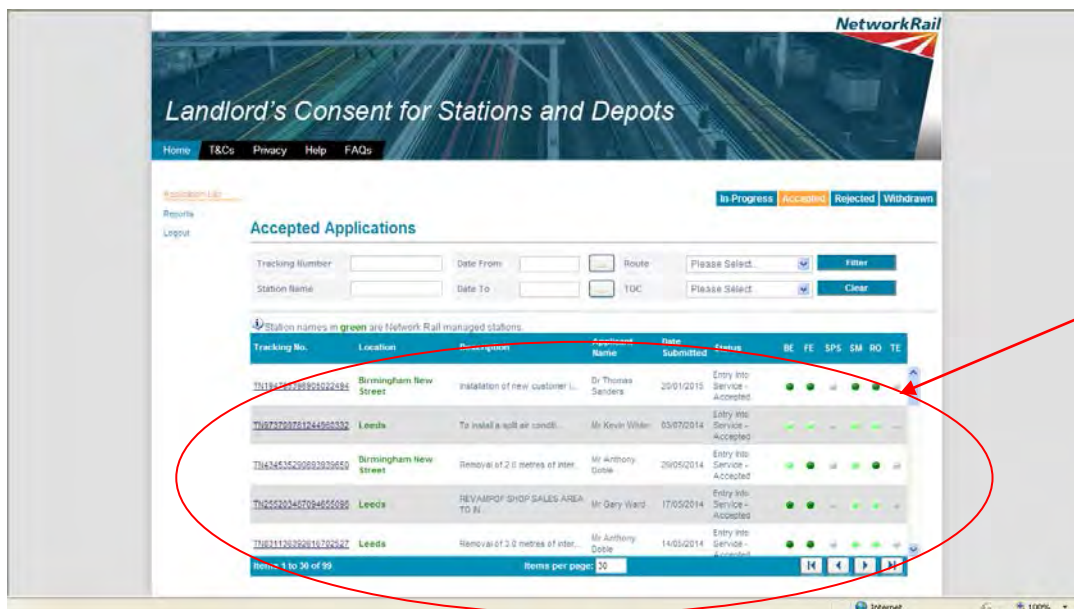 NetworkRail
Landlord's Consent for Stations and Depots
Home T&Cs Privacy Help FAQs
Application List
In-Progress Accepted Rejected Withdrawn
Reports
Logout
Accepted Applications
Tracking Number Date From ... Route Please Select... Filter
Station Name Date To ... TOC Please Select... Clear
Station names in green are Network Rail managed stations.
Tracking No. Location Description Applicant Name Date Submitted Status BE FE SPS SM RO TE
Birmingham New Street Installation of new customer i... Dr Thomas Sanders 20/01/2015 Entry Into Service - Accepted
Leeds To install a split air conditi... Mr Kevin 03/07/2014 Entry Into Service - Accepted
Birmingham New Street Removal of 2.0 metres of inter... Mr Anthony Doble 29/05/2014 Entry Into Service - Accepted
Leeds REVAMP OF SHOP SALES AREA TO IN... Mr Gary Ward 17/05/2014 Entry Into Service - Accepted
Leeds Removal of 3.0 metres of inter... Mr Anthony Doble 14/05/2014 Entry Into Service - Accepted
Items 1 to 30 of 99 Items per page: 30
Internet 100%